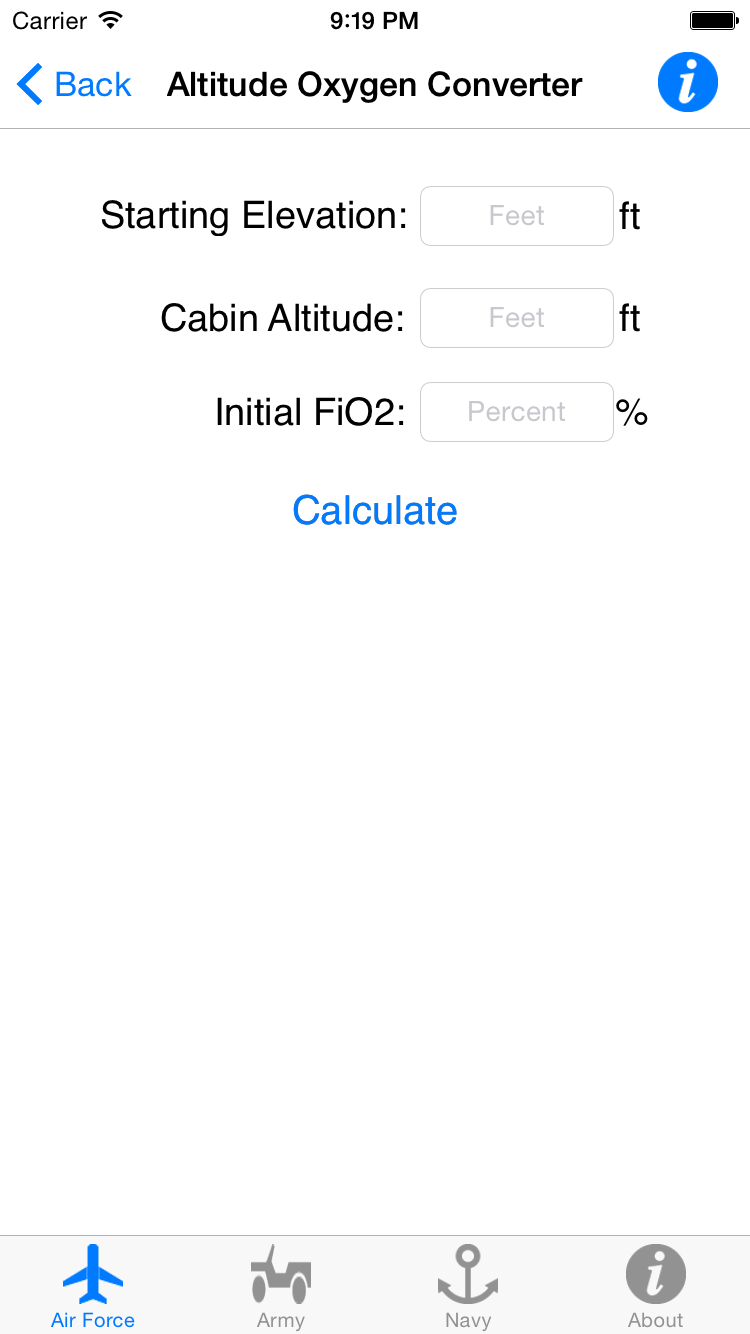 Carrier 9:19 PM
Back Altitude Oxygen Converter i
Starting Elevation: Feet ft
Cabin Altitude: Feet ft
Initial FiO2: Percent %
Calculate
i
Air Force Army Navy About